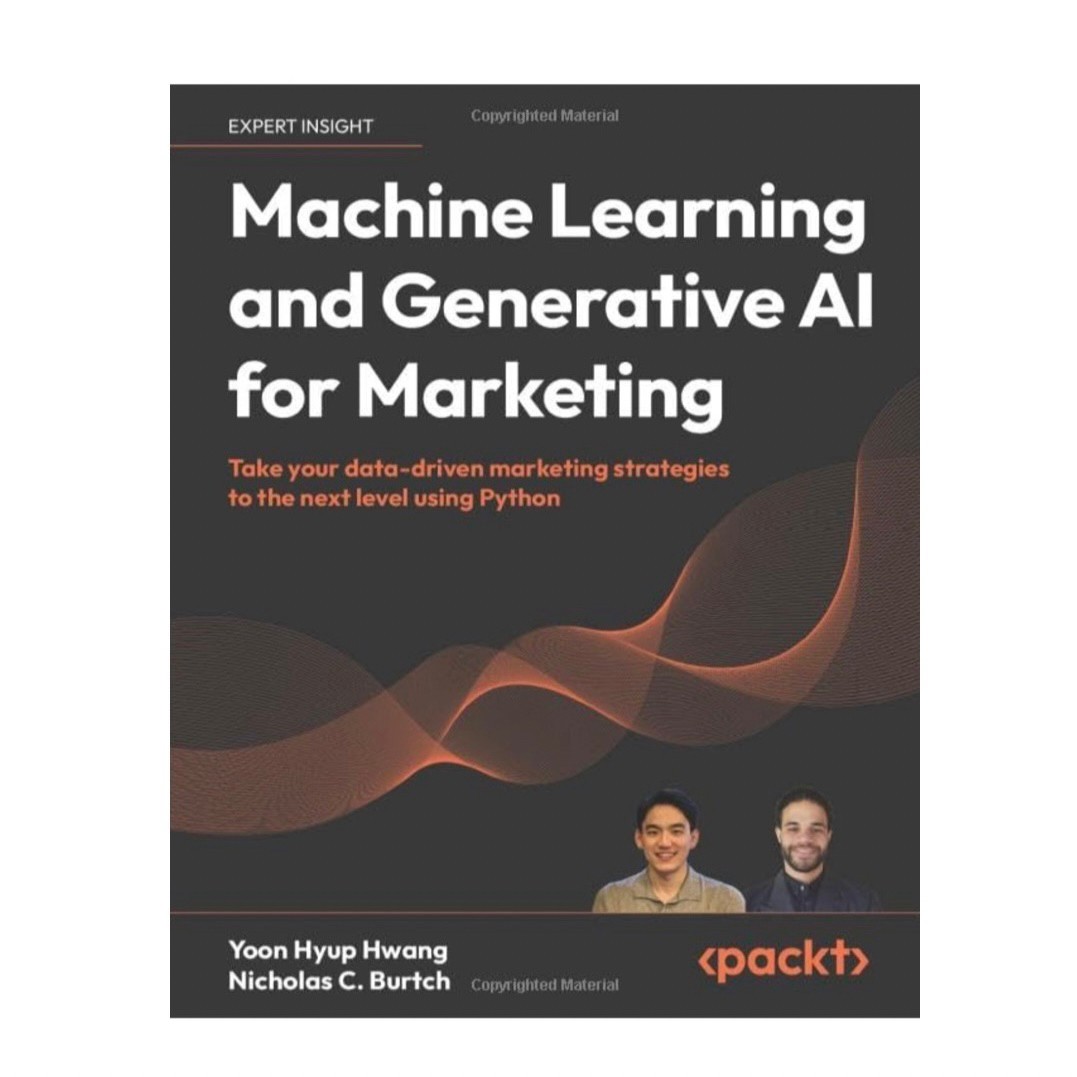 Copyrighted Material
EXPERT INSIGHT
Machine Learning
and Generative AI
for Marketing
Take your data-driven marketing strategies
to the next level using Python
Yoon Hyup Hwang
Nicholas C. Burtch
<packt>
Copyrighted Material